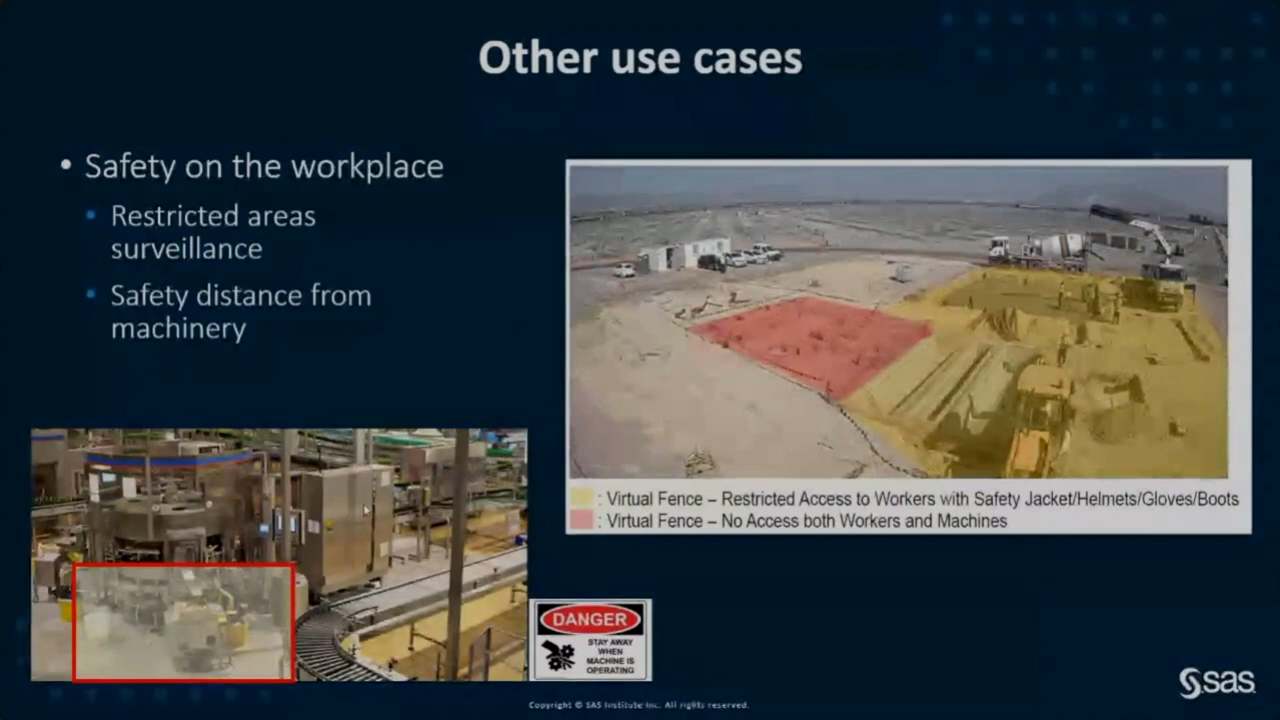 Other use cases
• Safety on the workplace
▪ Restricted areas
surveillance
▪ Safety distance from
machinery
: Virtual Fence – Restricted Access to Workers with Safety Jacket/Helmets/Gloves/Boots
: Virtual Fence – No Access both Workers and Machines
DANGER
STAY AWAY
WHEN
MACHINE IS
OPERATING
Copyright © SAS Institute Inc. All rights reserved.
sas
sas